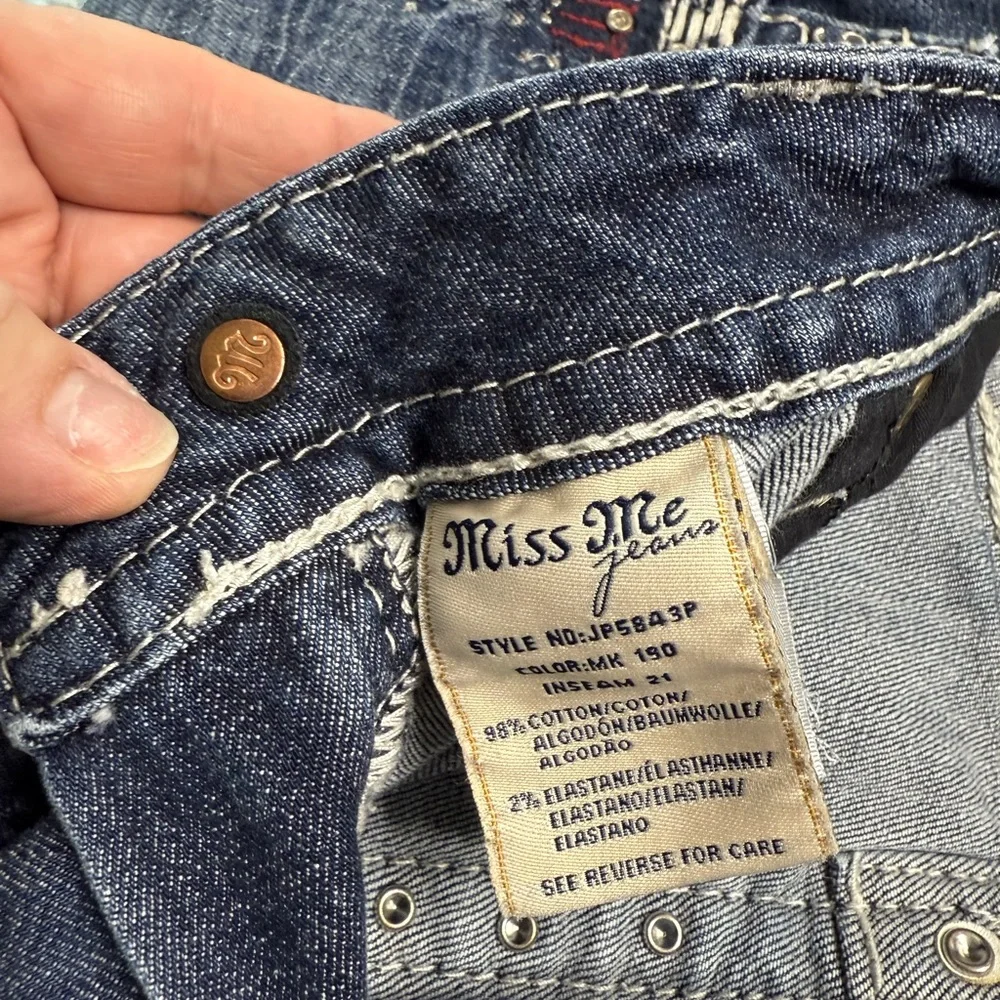 Miss Me
jeans
STYLE NO:JP5843P
COLOR:MK 190
INSEAM 21
98% COTTON/COTON/
ALGODÓN/BAUMWOLLE/
ALGODÃO
2% ELASTANE/ÉLASTHANNE/
ELASTANO/ELASTAN/
ELASTANO
SEE REVERSE FOR CARE